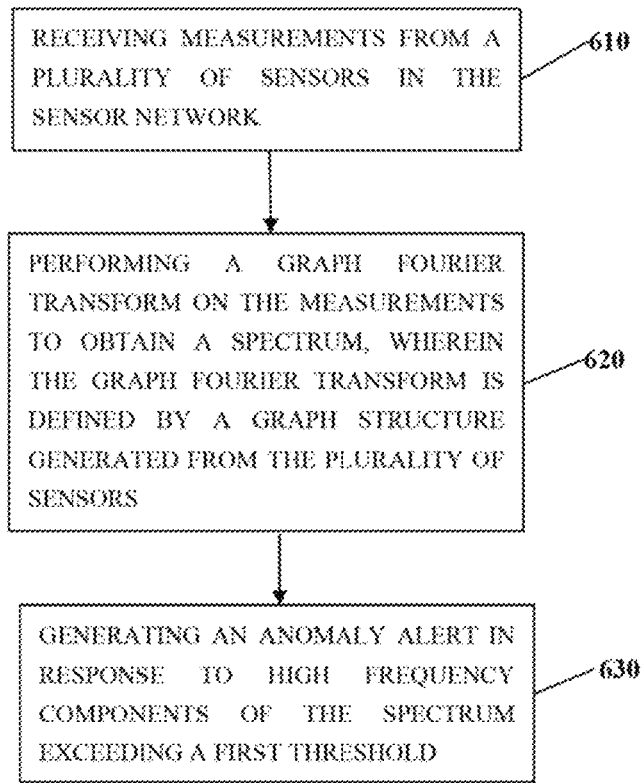 RECEIVING MEASUREMENTS FROM A
PLURALITY OF SENSORS IN THE
SENSOR NETWORK
610
PERFORMING A GRAPH FOURIER
TRANSFORM ON THE MEASUREMENTS
TO OBTAIN A SPECTRUM, WHEREIN
THE GRAPH FOURIER TRANSFORM IS
DEFINED BY A GRAPH STRUCTURE
GENERATED FROM THE PLURALITY OF
SENSORS
620
GENERATING AN ANOMALY ALERT IN
RESPONSE TO HIGH FREQUENCY
COMPONENTS OF THE SPECTRUM
EXCEEDING A FIRST THRESHOLD
630